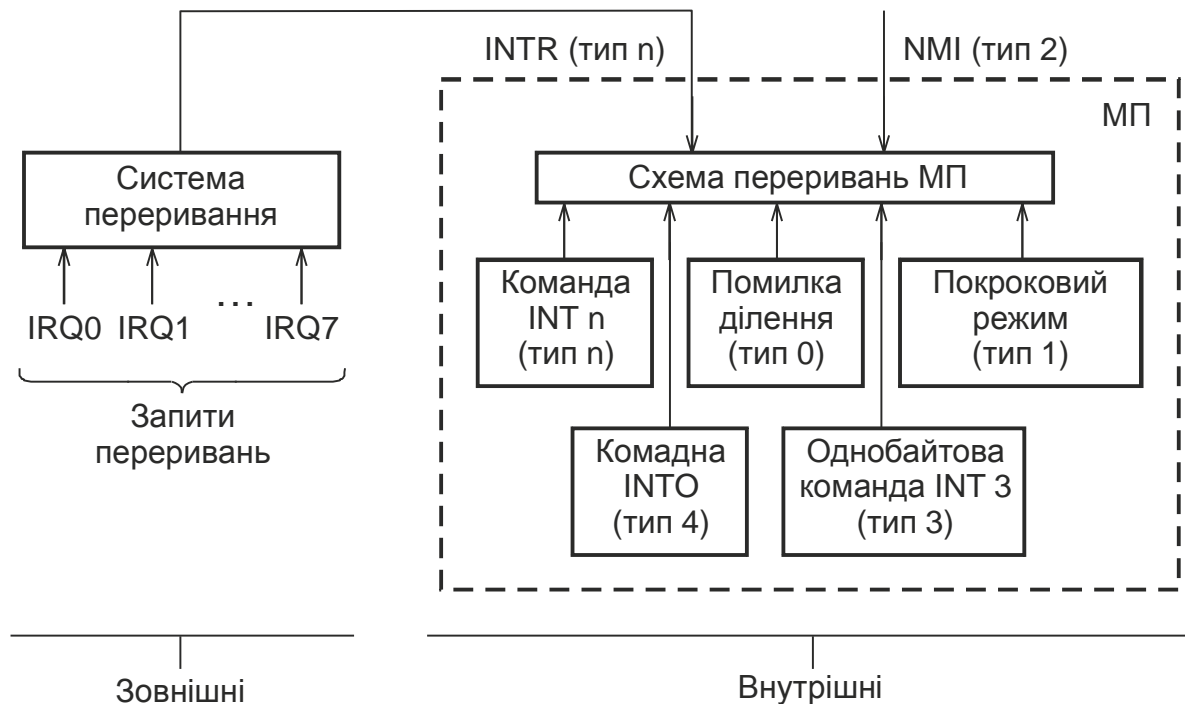 INTR (тип n)
NMI (тип 2)
МП
Система
переривання
Схема переривань МП
IRQ0 IRQ1 ... IRQ7
Запити
переривань
Команда
INT n
(тип n)
Помилка
ділення
(тип 0)
Покроковий
режим
(тип 1)
Комадна
INTO
(тип 4)
Однобайтова
команда INT 3
(тип 3)
Зовнішні
Внутрішні